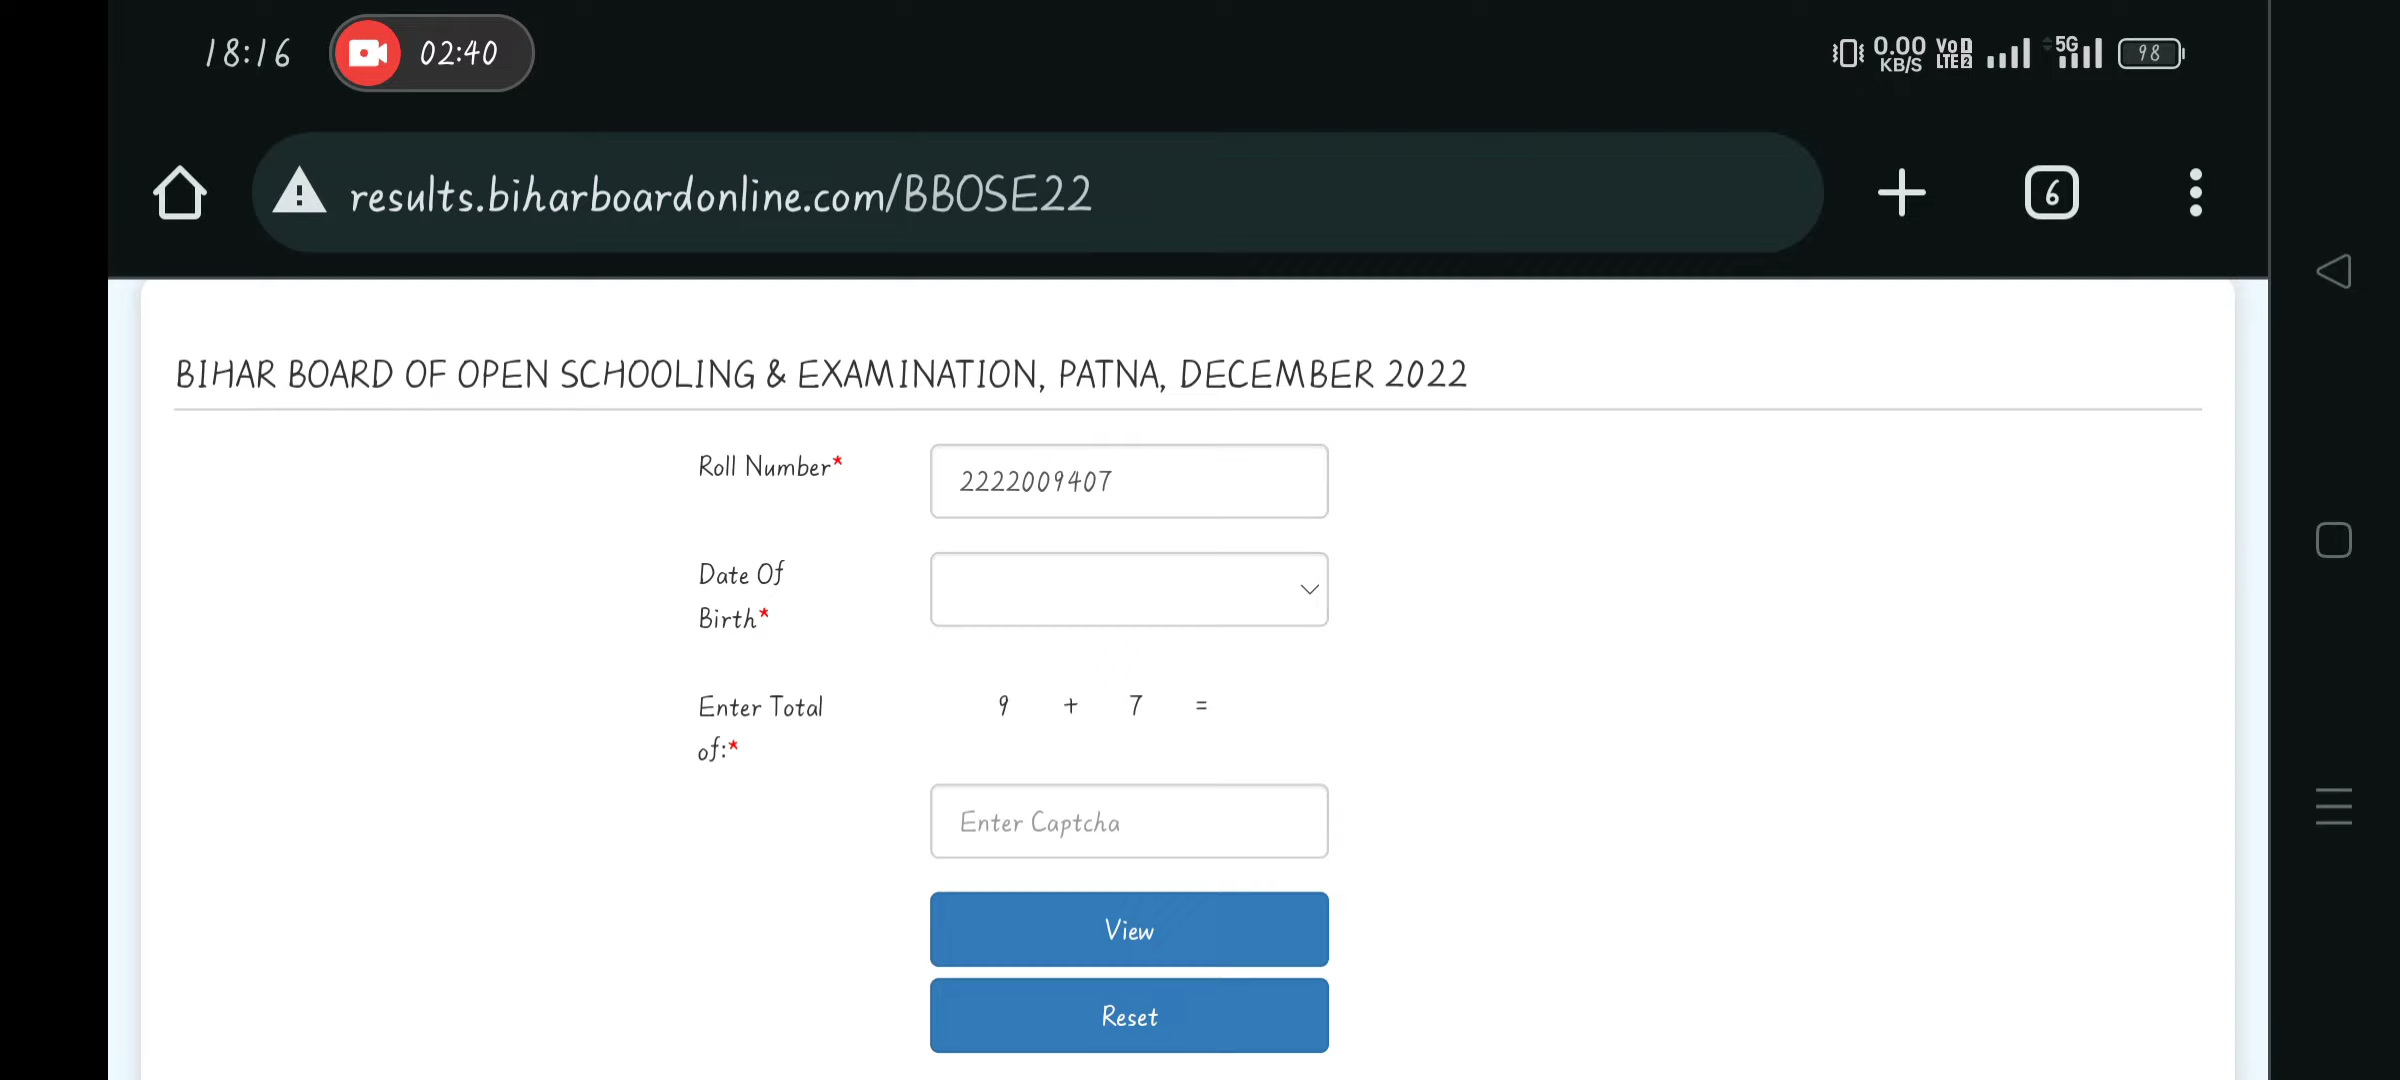 18:16 02:40 0.00 KB/S VoLTE 5G 98
results.biharboardonline.com/BBOSE22 6
BIHAR BOARD OF OPEN SCHOOLING & EXAMINATION, PATNA, DECEMBER 2022
Roll Number* 2222009407
Date Of
Birth*
Enter Total 9 + 7 =
of:*
Enter Captcha
View
Reset